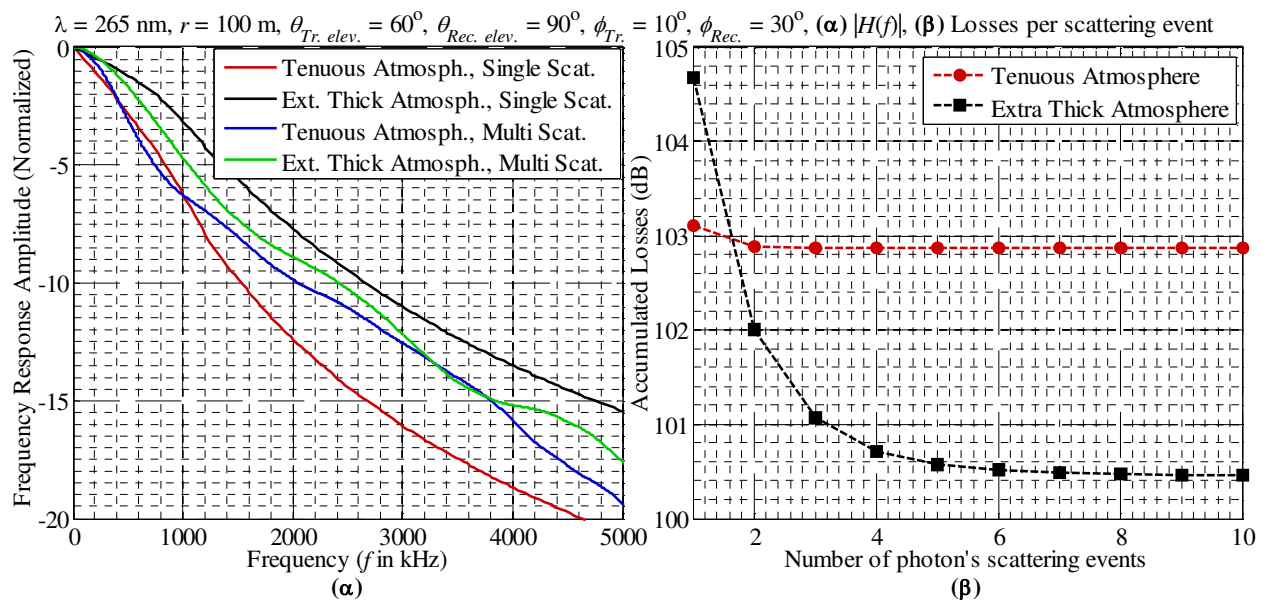 λ = 265 nm, r = 100 m, θTr. elev. = 60°, θRec. elev. = 90°, ϕTr. = 10°, ϕRec. = 30°, (α) |H(f)|, (β) Losses per scattering event
Frequency Response Amplitude (Normalized)
0
-5
-10
-15
-20
Tenuous Atmosph., Single Scat.
Ext. Thick Atmosph., Single Scat.
Tenuous Atmosph., Multi Scat.
Ext. Thick Atmosph., Multi Scat.
0 1000 2000 3000 4000 5000
Frequency (f in kHz)
(α)
Accumulated Losses (dB)
105
104
103
102
101
100
Tenuous Atmosphere
Extra Thick Atmosphere
2 4 6 8 10
Number of photon's scattering events
(β)